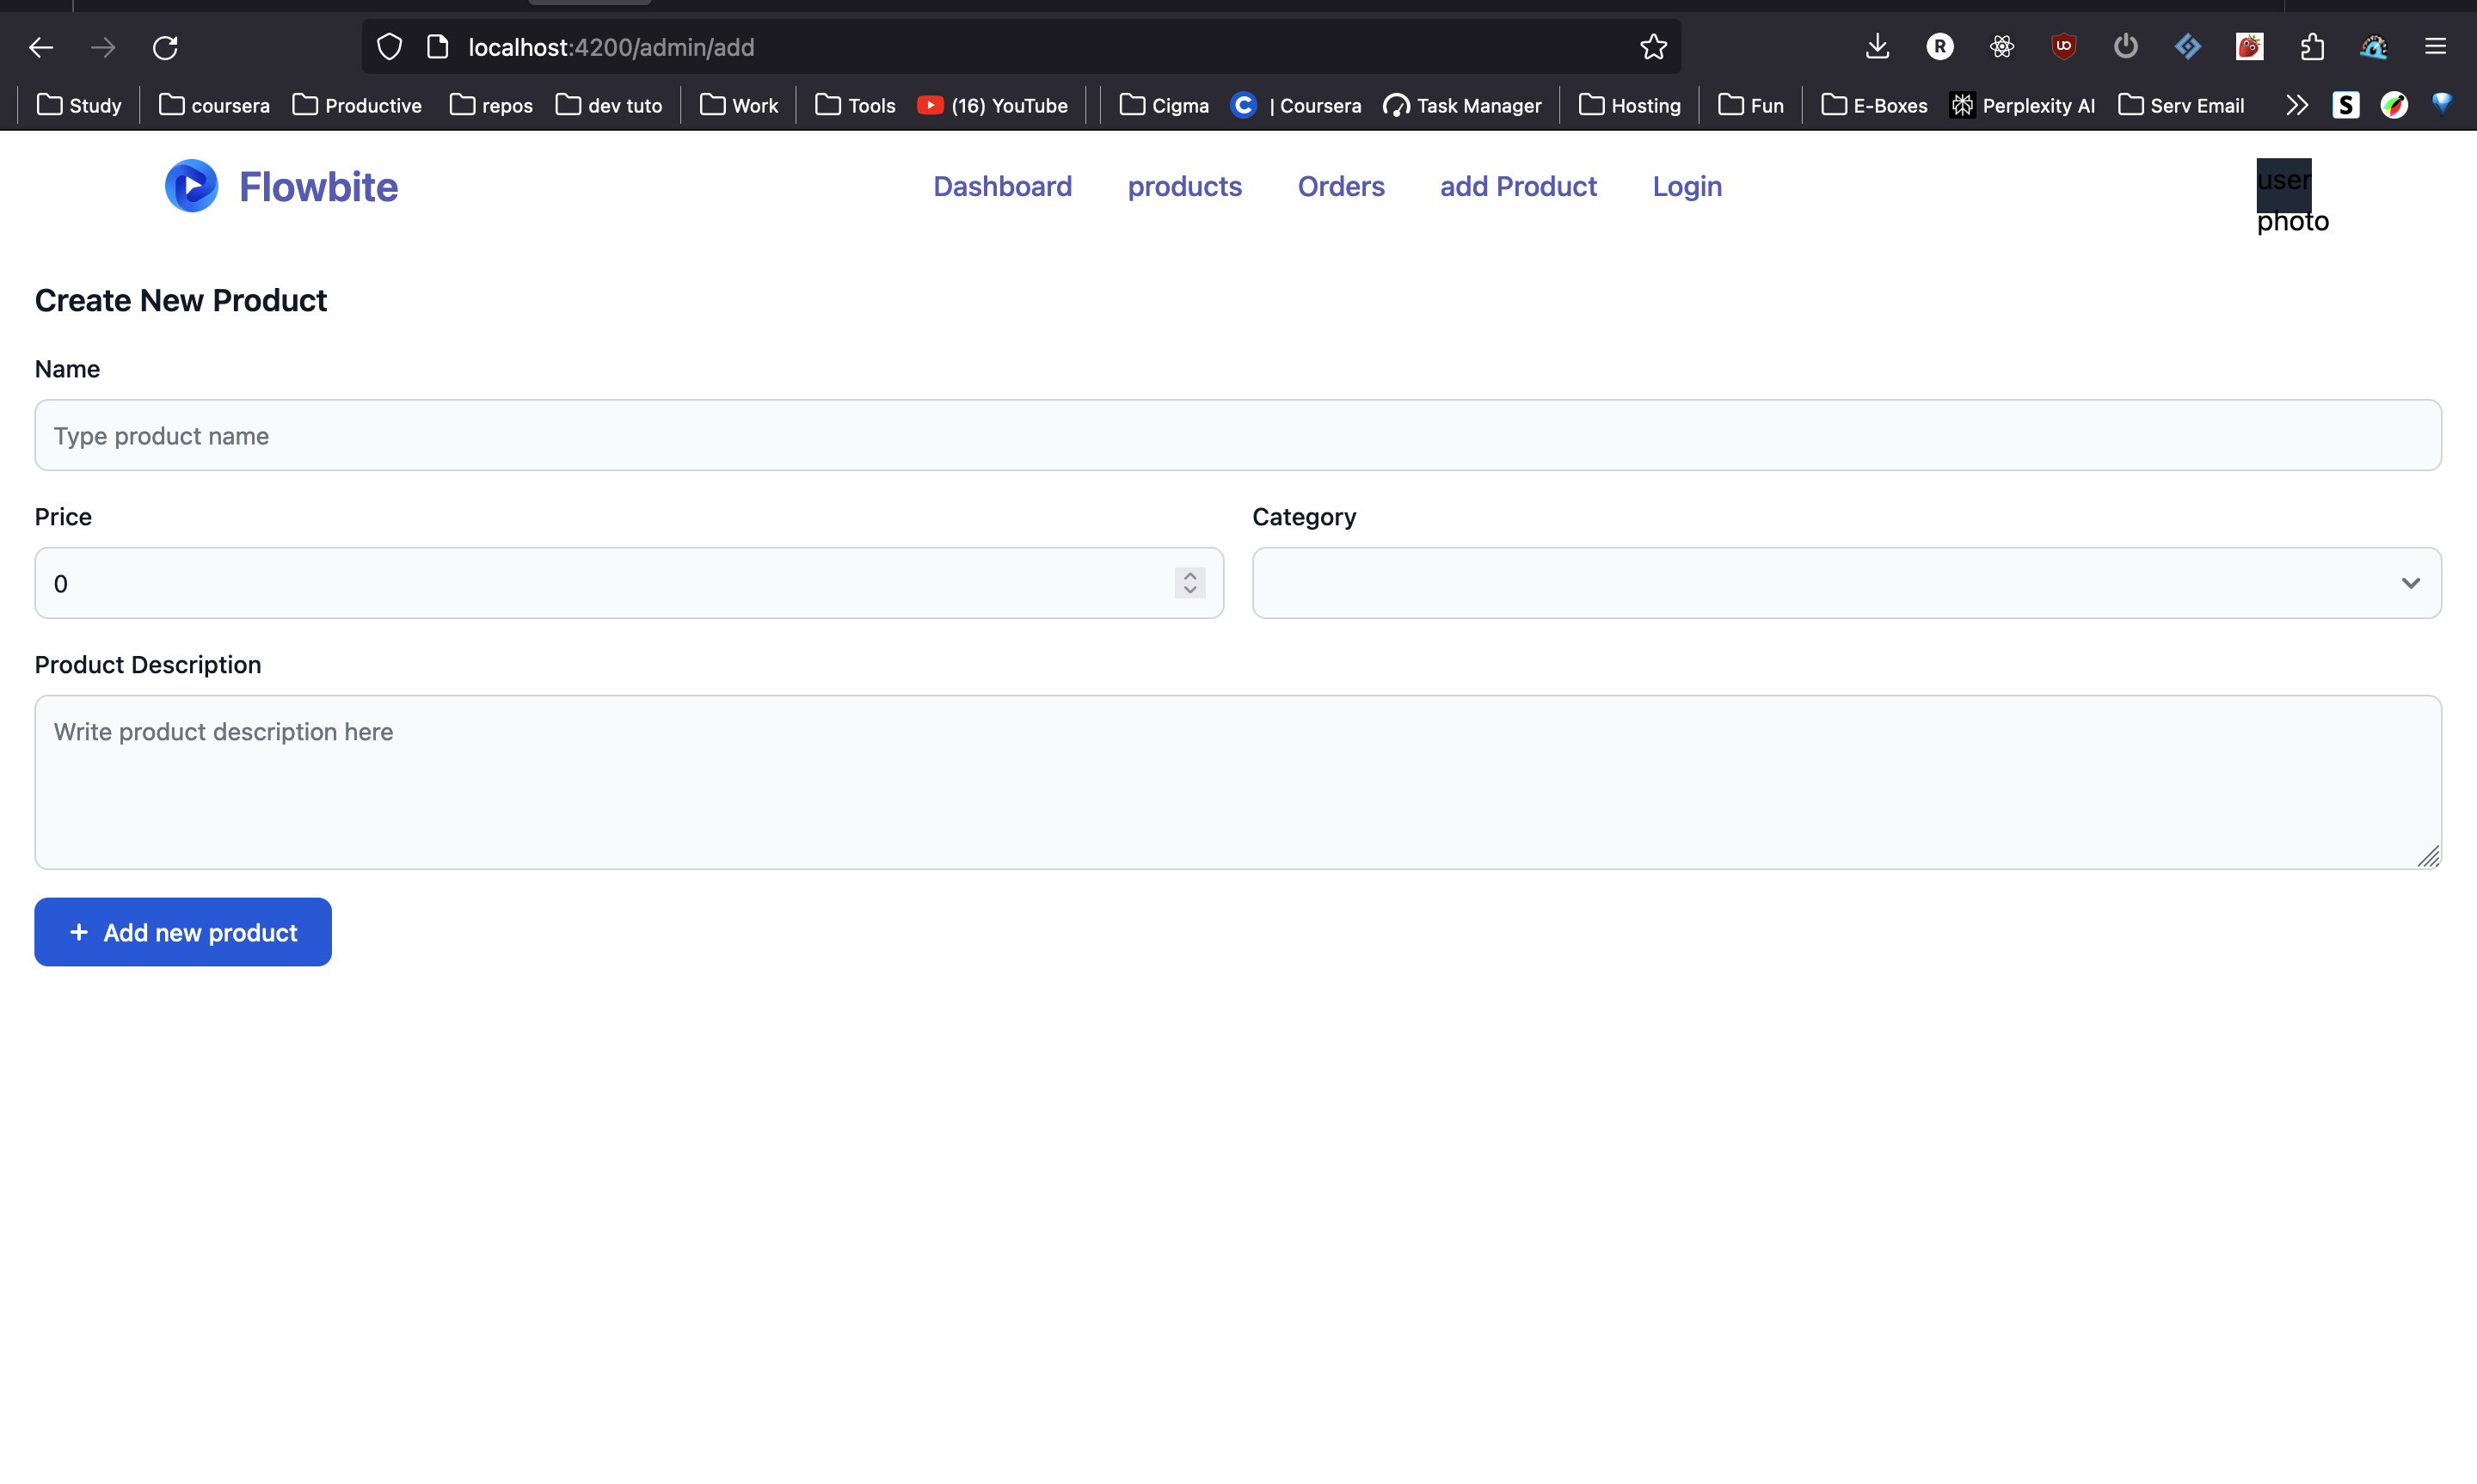 localhost:4200/admin/add
R
UO
Study coursera Productive repos dev tuto Work Tools (16) YouTube Cigma C | Coursera Task Manager Hosting Fun E-Boxes Perplexity AI Serv Email S
Flowbite Dashboard products Orders add Product Login user
photo
Create New Product
Name
Type product name
Price Category
0
Product Description
Write product description here
+ Add new product